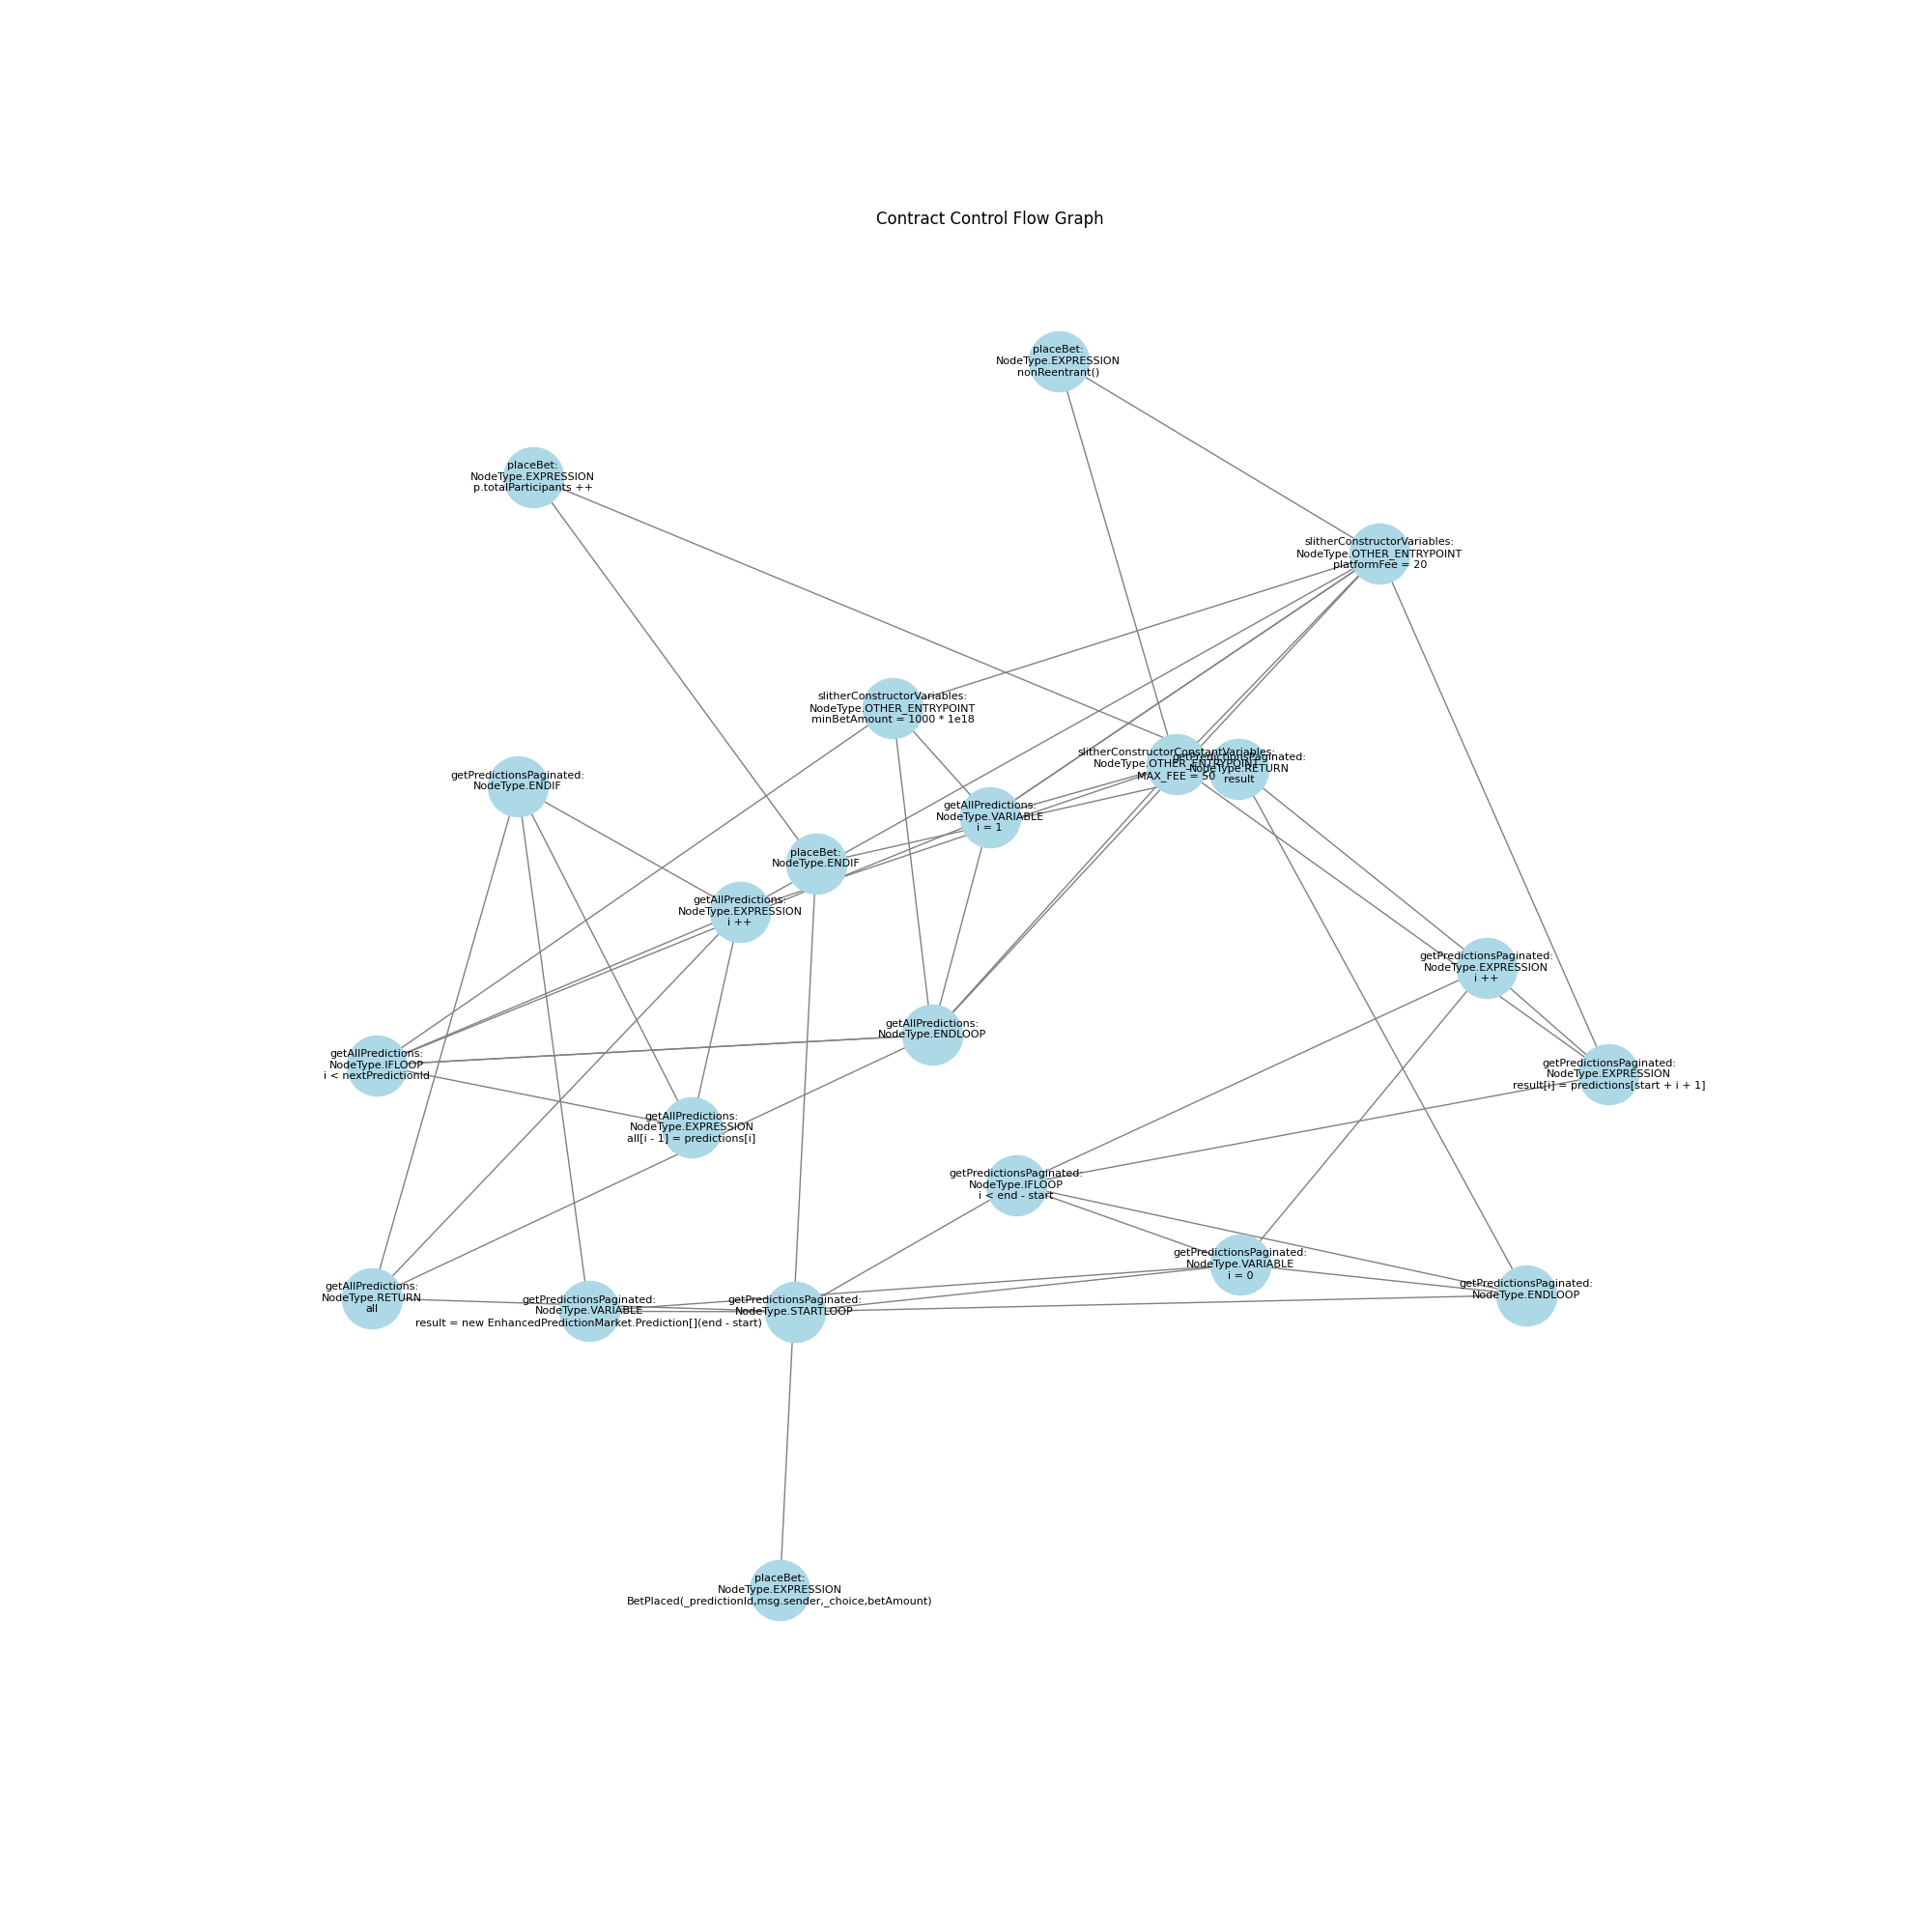 Contract Control Flow Graph
placeBet:
NodeType.EXPRESSION
nonReentrant()
placeBet:
NodeType.EXPRESSION
p.totalParticipants ++
slitherConstructorVariables:
NodeType.OTHER_ENTRYPOINT
platformFee = 20
slitherConstructorVariables:
NodeType.OTHER_ENTRYPOINT
minBetAmount = 1000 * 1e18
slitherConstructorConstantVariables:
NodeType.OTHER_ENTRYPOINT
MAX_FEE = 50
getPredictionsPaginated:
NodeType.RETURN
result
getPredictionsPaginated:
NodeType.ENDIF
getAllPredictions:
NodeType.VARIABLE
i = 1
placeBet:
NodeType.ENDIF
getAllPredictions:
NodeType.EXPRESSION
i ++
getPredictionsPaginated:
NodeType.EXPRESSION
i ++
getAllPredictions:
NodeType.ENDLOOP
getAllPredictions:
NodeType.IFLOOP
i < nextPredictionId
getPredictionsPaginated:
NodeType.EXPRESSION
result[i] = predictions[start + i + 1]
getAllPredictions:
NodeType.EXPRESSION
all[i - 1] = predictions[i]
getPredictionsPaginated:
NodeType.IFLOOP
i < end - start
getPredictionsPaginated:
NodeType.VARIABLE
i = 0
getPredictionsPaginated:
NodeType.ENDLOOP
getAllPredictions:
NodeType.RETURN
all
getPredictionsPaginated:
NodeType.VARIABLE
result = new EnhancedPredictionMarket.Prediction[](end - start)
getPredictionsPaginated:
NodeType.STARTLOOP
placeBet:
NodeType.EXPRESSION
BetPlaced(_predictionId,msg.sender,_choice,betAmount)